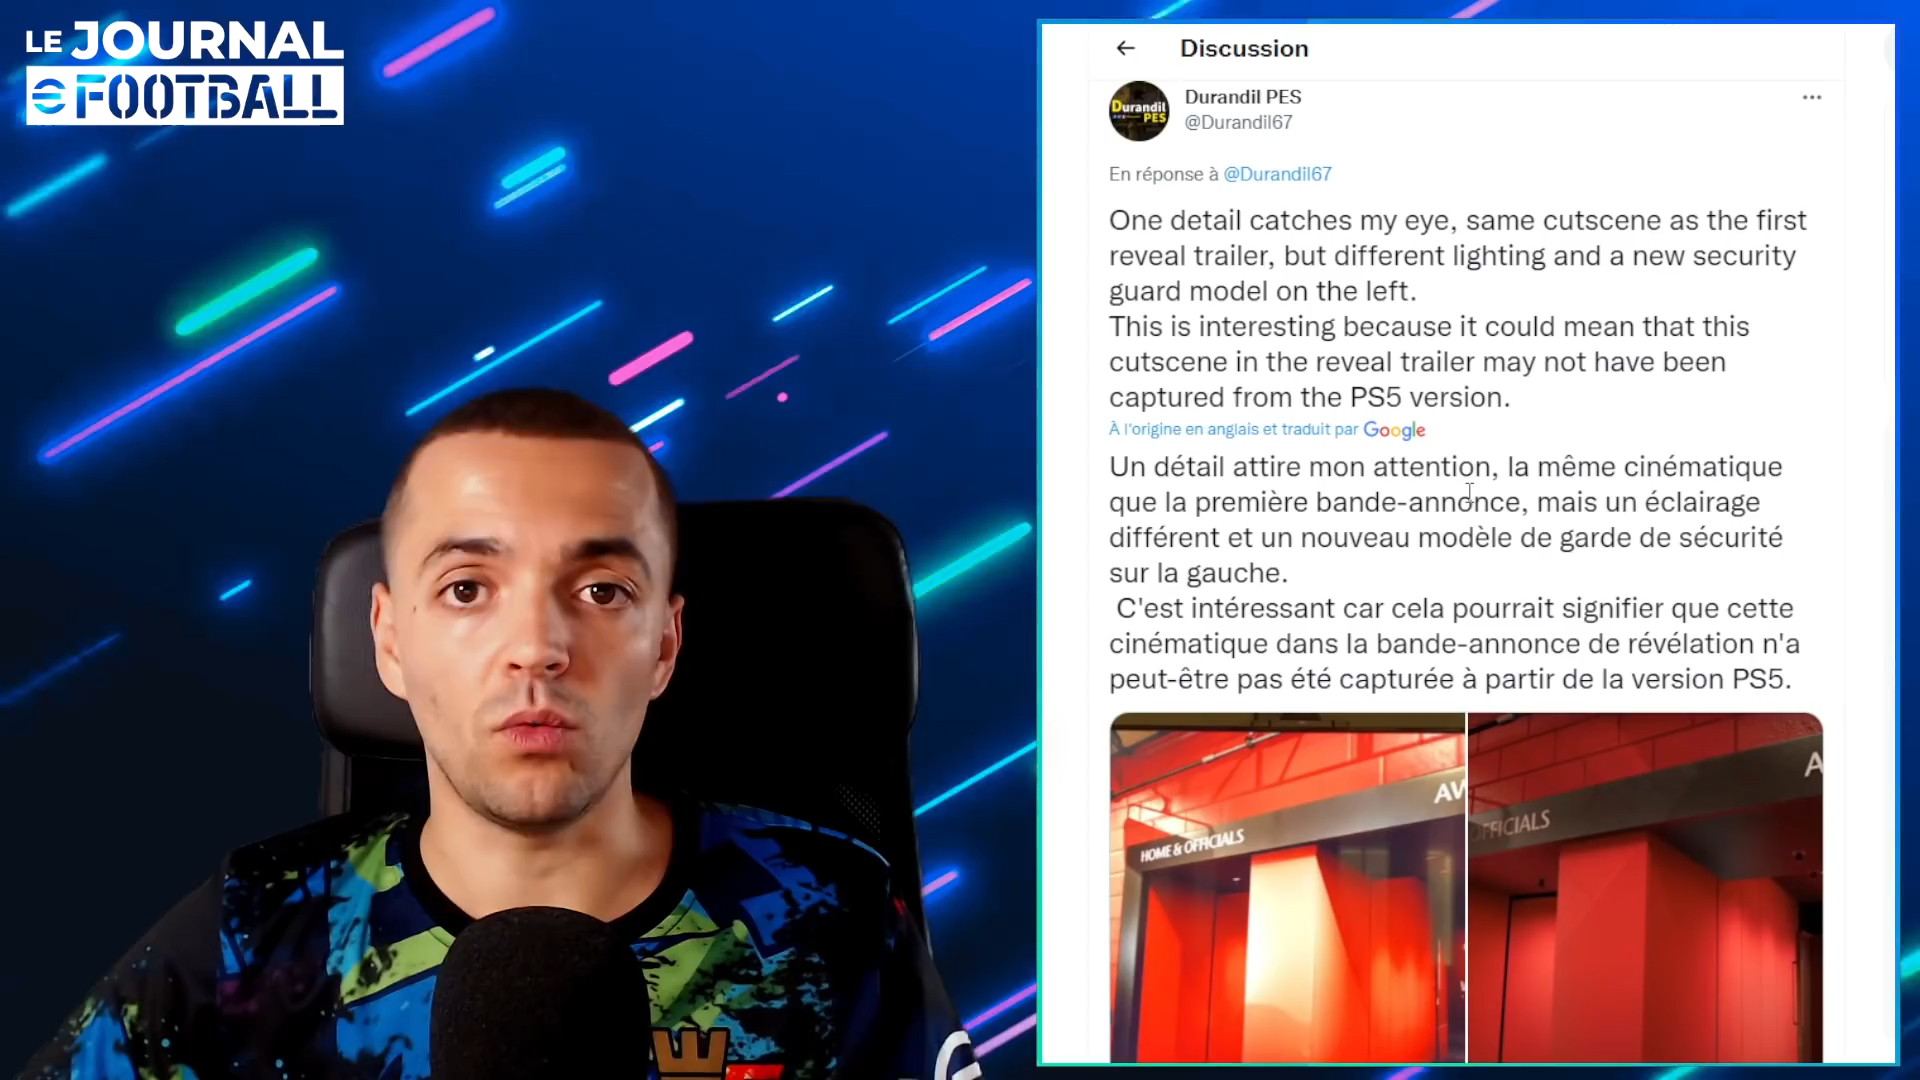 LE JOURNAL
eFOOTBALL
Discussion
Durandil PES
@Durandil67
Durandil
PES
En réponse à @Durandil67
One detail catches my eye, same cutscene as the first
reveal trailer, but different lighting and a new security
guard model on the left.
This is interesting because it could mean that this
cutscene in the reveal trailer may not have been
captured from the PS5 version.
À l'origine en anglais et traduit par Google
Un détail attire mon attention, la même cinématique
que la première bande-annonce, mais un éclairage
différent et un nouveau modèle de garde de sécurité
sur la gauche.
C'est intéressant car cela pourrait signifier que cette
cinématique dans la bande-annonce de révélation n'a
peut-être pas été capturée à partir de la version PS5.
AW
HOME & OFFICIALS
A
OFFICIALS